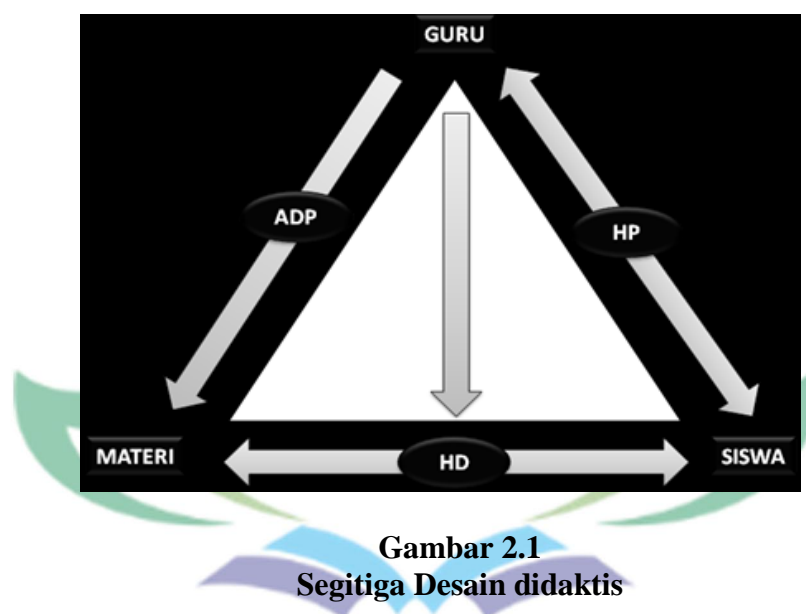 GURU
ADP
HP
MATERI
HD
SISWA
Gambar 2.1
Segitiga Desain didaktis